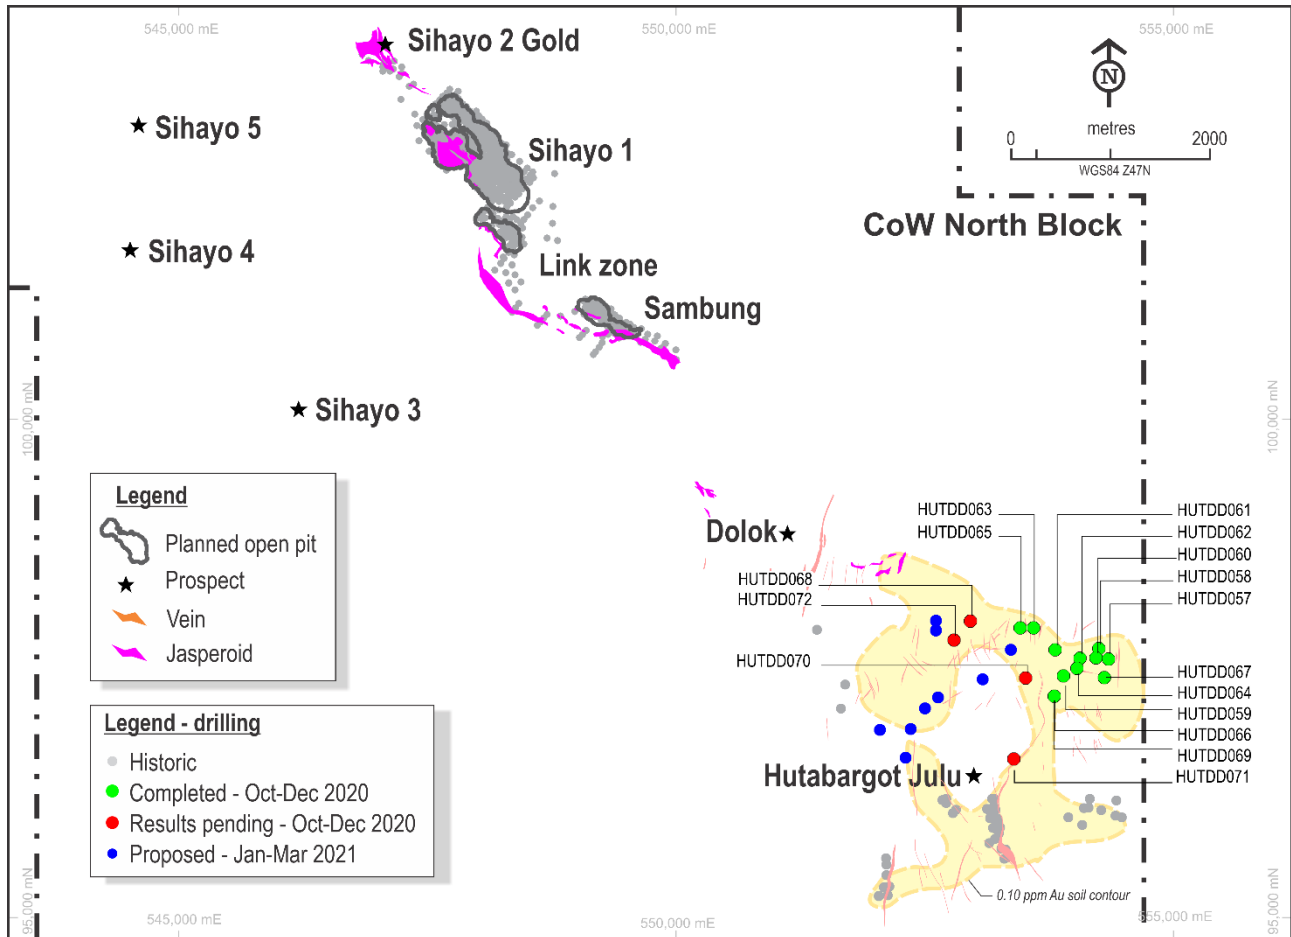 545,000 mE
550,000 mE
555,000 mE
Sihayo 2 Gold
N
metres
0 2000
WGS84 Z47N
Sihayo 5
Sihayo 1
CoW North Block
Sihayo 4
Link zone
Sambung
Sihayo 3
100,000 mN
100,000 mN
Legend
Planned open pit
Prospect
Vein
Jasperoid
Dolok
HUTDD063
HUTDD065
HUTDD061
HUTDD062
HUTDD060
HUTDD058
HUTDD057
HUTDD068
HUTDD072
HUTDD070
HUTDD067
HUTDD064
HUTDD059
HUTDD066
HUTDD069
HUTDD071
Hutabargot Julu
Legend - drilling
Historic
Completed - Oct-Dec 2020
Results pending - Oct-Dec 2020
Proposed - Jan-Mar 2021
0.10 ppm Au soil contour
95,000 mN
95,000 mN
545,000 mE
550,000 mE
555,000 mE